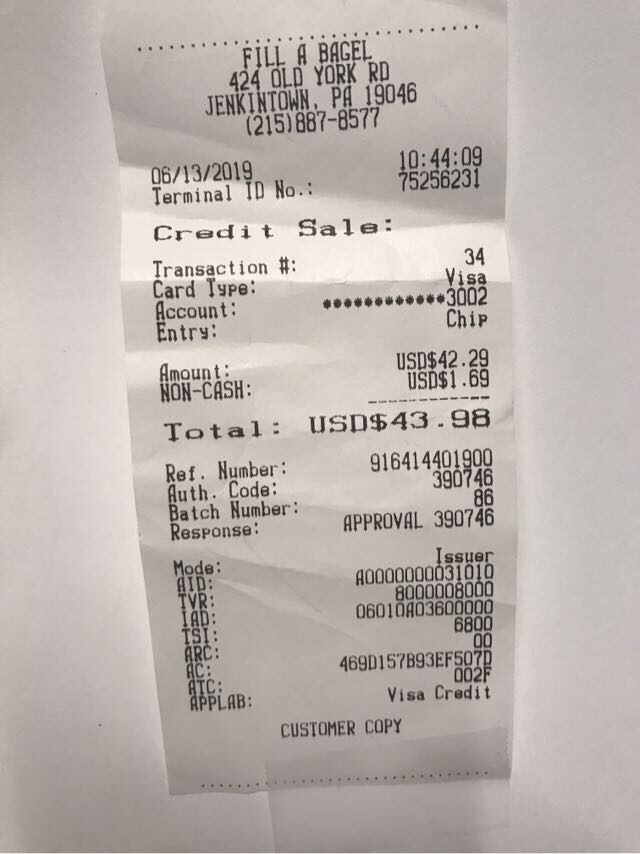 FILL A BAGEL
424 OLD YORK RD
JENKINTOWN, PA 19046
(215)887-8577
06/13/2019 10:44:09
Terminal ID No.: 75256231
Credit Sale:
Transaction #: 34
Card Type: Visa
Account: ************3002
Entry: Chip
Amount: USD$42.29
NON-CASH: USD$1.69
Total: USD$43.98
Ref. Number: 916414401900
Auth. Code: 390746
Batch Number: 86
Response: APPROVAL 390746
Mode: Issuer
AID: A0000000031010
TVR: 8000008000
IAD: 06010A03600000
TSI: 6800
ARC: 00
AC: 469D157B93EF507D
ATC: 002F
APPLAB: Visa Credit
CUSTOMER COPY